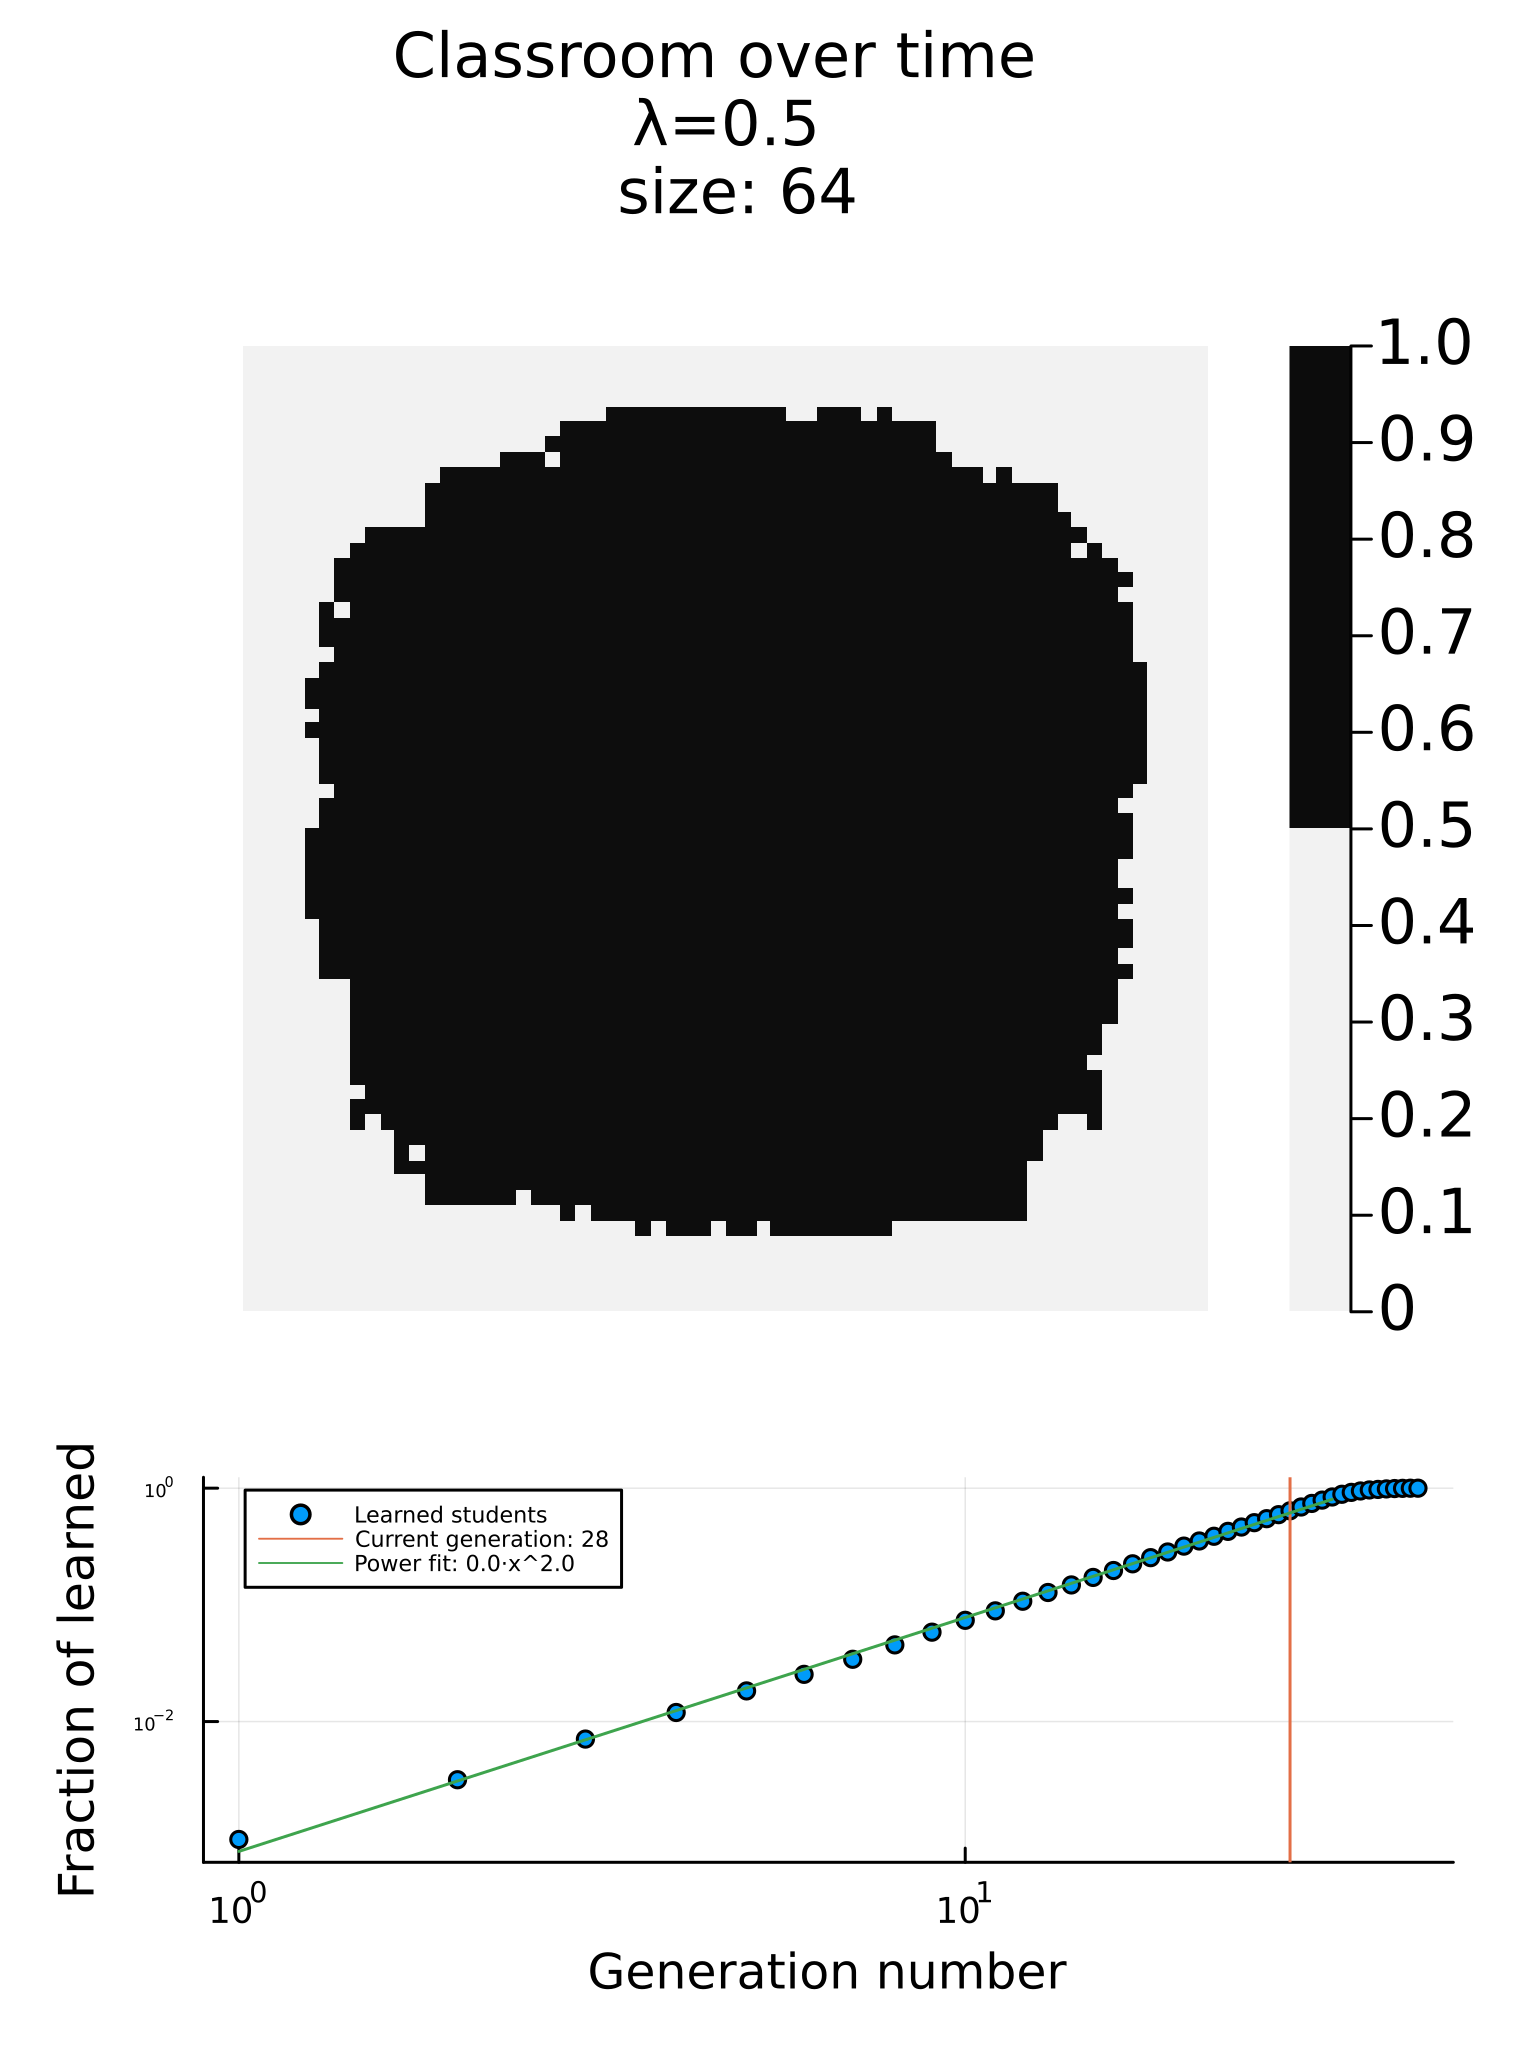 Classroom over time
λ=0.5
size: 64
1.0
0.9
0.8
0.7
0.6
0.5
0.4
0.3
0.2
0.1
0
Fraction of learned
10^0
10^-2
Learned students
Current generation: 28
Power fit: 0.0·x^2.0
10^0
10^1
Generation number